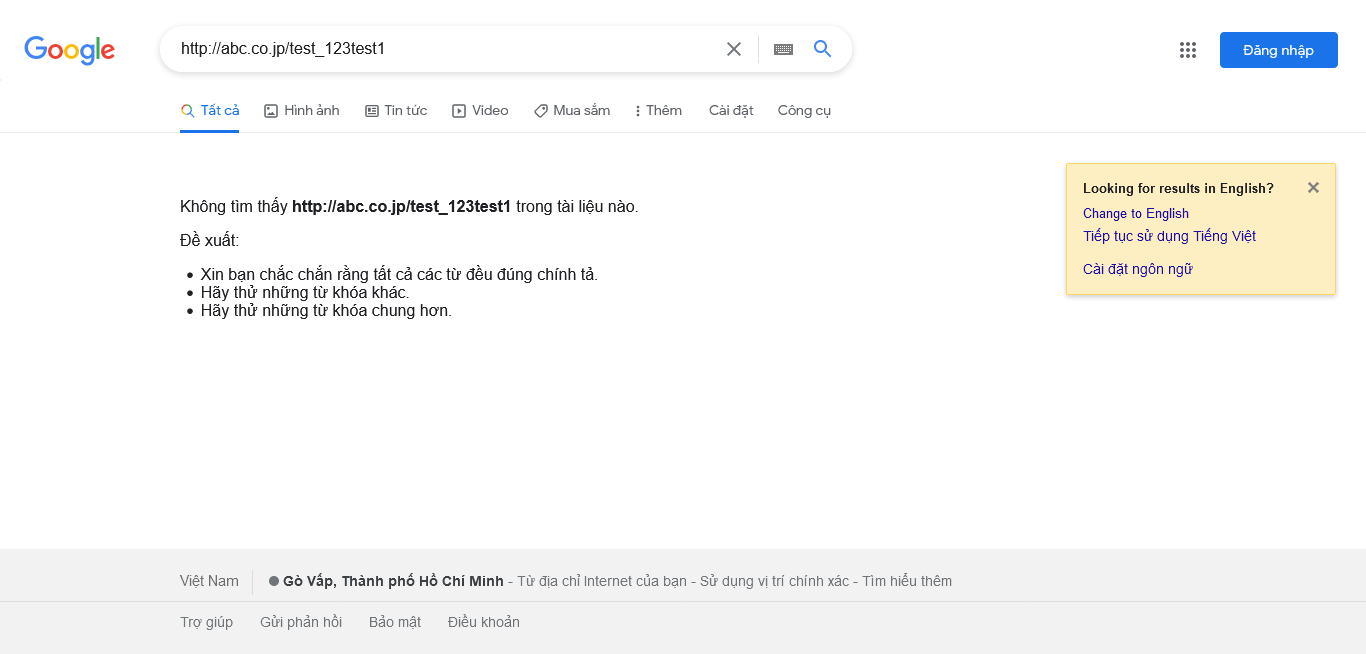 Google
http://abc.co.jp/test_123test1
Đăng nhập
Tất cả Hình ảnh Tin tức Video Mua sắm Thêm Cài đặt Công cụ
Looking for results in English?
Change to English
Tiếp tục sử dụng Tiếng Việt
Cài đặt ngôn ngữ
Không tìm thấy http://abc.co.jp/test_123test1 trong tài liệu nào.
Đề xuất:
Xin bạn chắc chắn rằng tất cả các từ đều đúng chính tả.
Hãy thử những từ khóa khác.
Hãy thử những từ khóa chung hơn.
Việt Nam
Gò Vấp, Thành phố Hồ Chí Minh - Từ địa chỉ Internet của bạn - Sử dụng vị trí chính xác - Tìm hiểu thêm
Trợ giúp Gửi phản hồi Bảo mật Điều khoản